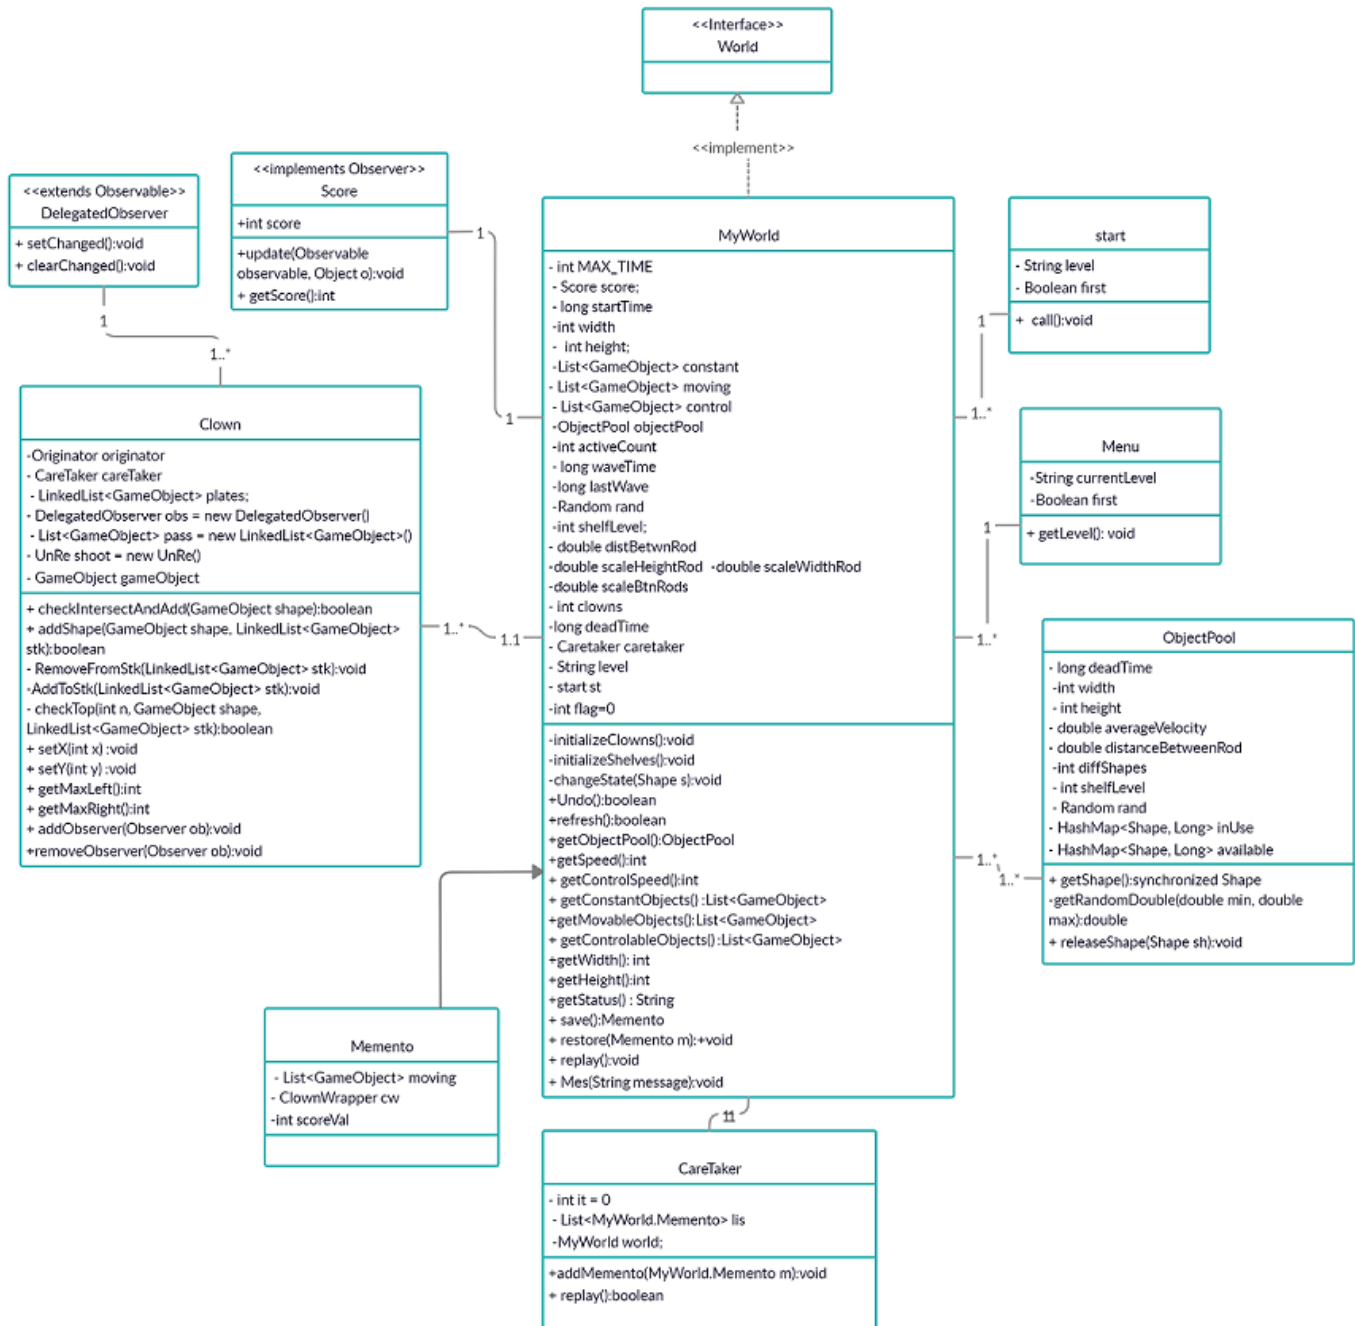 <<Interface>>
World
<<implement>>
<<extends Observable>>
DelegatedObserver
+ setChanged():void
+ clearChanged():void
1
1..*
<<implements Observer>>
Score
+int score
+update(Observable
observable, Object o):void
+ getScore():int
1
1
MyWorld
- int MAX_TIME
- Score score;
- long startTime
-int width
- int height;
-List<GameObject> constant
- List<GameObject> moving
- List<GameObject> control
-ObjectPool objectPool
-int activeCount
- long waveTime
-long lastWave
-Random rand
-int shelfLevel;
- double distBetwnRod
-double scaleHeightRod -double scaleWidthRod
-double scaleBtnRods
- int clowns
-long deadTime
- Caretaker caretaker
- String level
- start st
-int flag=0
-initializeClowns():void
-initializeShelves():void
-changeState(Shape s):void
+Undo():boolean
+refresh():boolean
+getObjectPool():ObjectPool
+getSpeed():int
+ getControlSpeed():int
+ getConstantObjects() :List<GameObject>
+getMovableObjects():List<GameObject>
+ getControlableObjects():List<GameObject>
+getWidth(): int
+getHeight():int
+getStatus() : String
+ save():Memento
+ restore(Memento m):+void
+ replay():void
+ Mes(String message):void
start
- String level
- Boolean first
+ call():void
1
1..*
Menu
-String currentLevel
-Boolean first
+ getLevel(): void
1
1..*
ObjectPool
- long deadTime
-int width
- int height
- double averageVelocity
- double distanceBetweenRod
-int diffShapes
- int shelfLevel
- Random rand
- HashMap<Shape, Long> inUse
- HashMap<Shape, Long> available
+ getShape():synchronized Shape
-getRandomDouble(double min, double
max):double
+ releaseShape(Shape sh):void
1..*
1..*
Clown
-Originator originator
- CareTaker careTaker
- LinkedList<GameObject> plates;
- DelegatedObserver obs = new DelegatedObserver()
- List<GameObject> pass = new LinkedList<GameObject>()
- UnRe shoot = new UnRe()
- GameObject gameObject
+ checkIntersectAndAdd(GameObject shape):boolean
+ addShape(GameObject shape, LinkedList<GameObject>
stk):boolean
- RemoveFromStk(LinkedList<GameObject> stk):void
-AddToStk(LinkedList<GameObject> stk):void
- checkTop(int n, GameObject shape,
LinkedList<GameObject> stk):boolean
+ setX(int x) :void
+ setY(int y) :void
+ getMaxLeft():int
+ getMaxRight():int
+ addObserver(Observer ob):void
+removeObserver(Observer ob):void
1..*
1.1
Memento
- List<GameObject> moving
- ClownWrapper cw
-int scoreVal
11
CareTaker
- int it = 0
- List<MyWorld.Memento> lis
-MyWorld world;
+addMemento(MyWorld.Memento m):void
+ replay():boolean